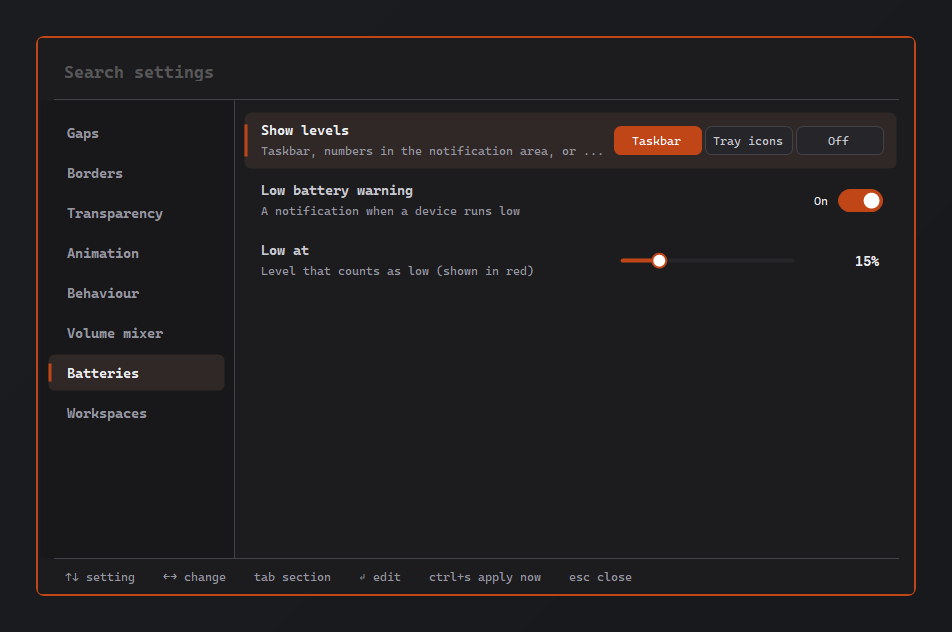 Search settings
Gaps
Borders
Transparency
Animation
Behaviour
Volume mixer
Batteries
Workspaces
Show levels
Taskbar, numbers in the notification area, or ...
Taskbar Tray icons Off
Low battery warning
A notification when a device runs low
On
Low at
Level that counts as low (shown in red)
15%
↑↓ setting ↔ change tab section ↲ edit ctrl+s apply now esc close